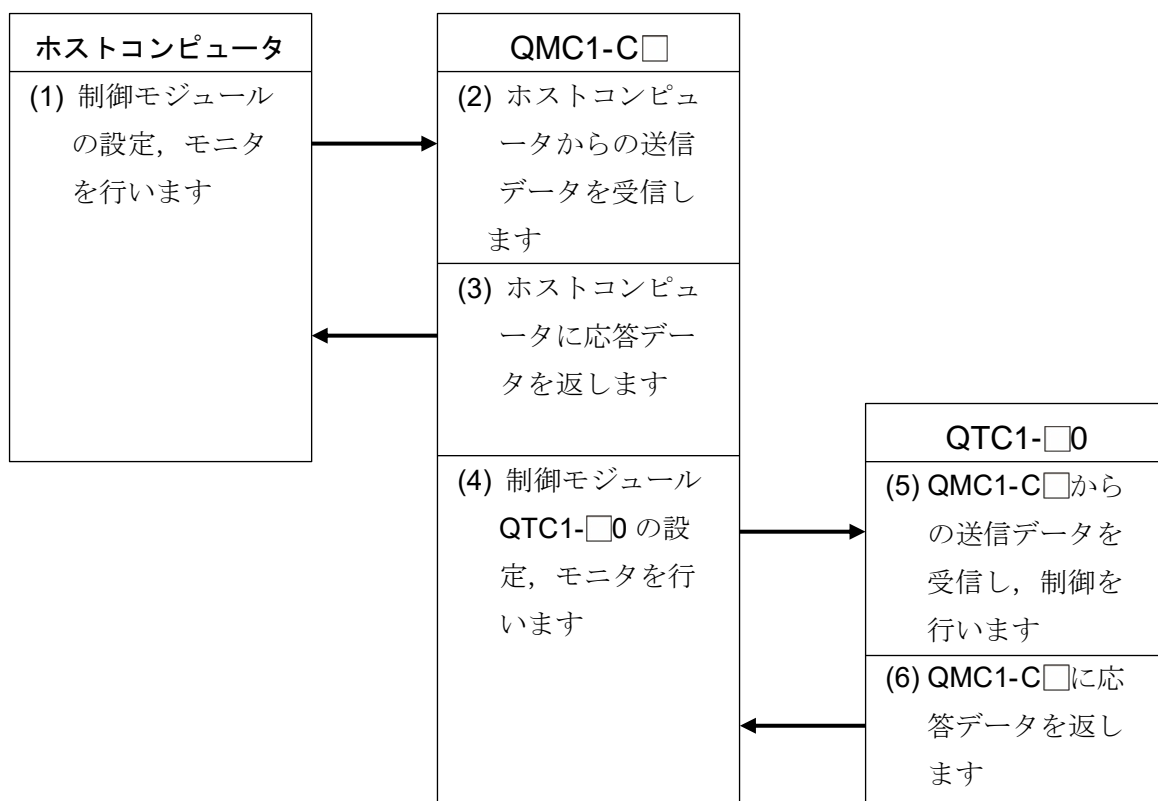 ホストコンピュータ
(1) 制御モジュール
の設定，モニタ
を行います
QMC1-C□
(2) ホストコンピュ
ータからの送信
データを受信し
ます
(3) ホストコンピュ
ータに応答デー
タを返します
(4) 制御モジュール
QTC1-□0 の設
定，モニタを行
います
QTC1-□0
(5) QMC1-C□から
の送信データを
受信し，制御を
行います
(6) QMC1-C□に応
答データを返し
ます